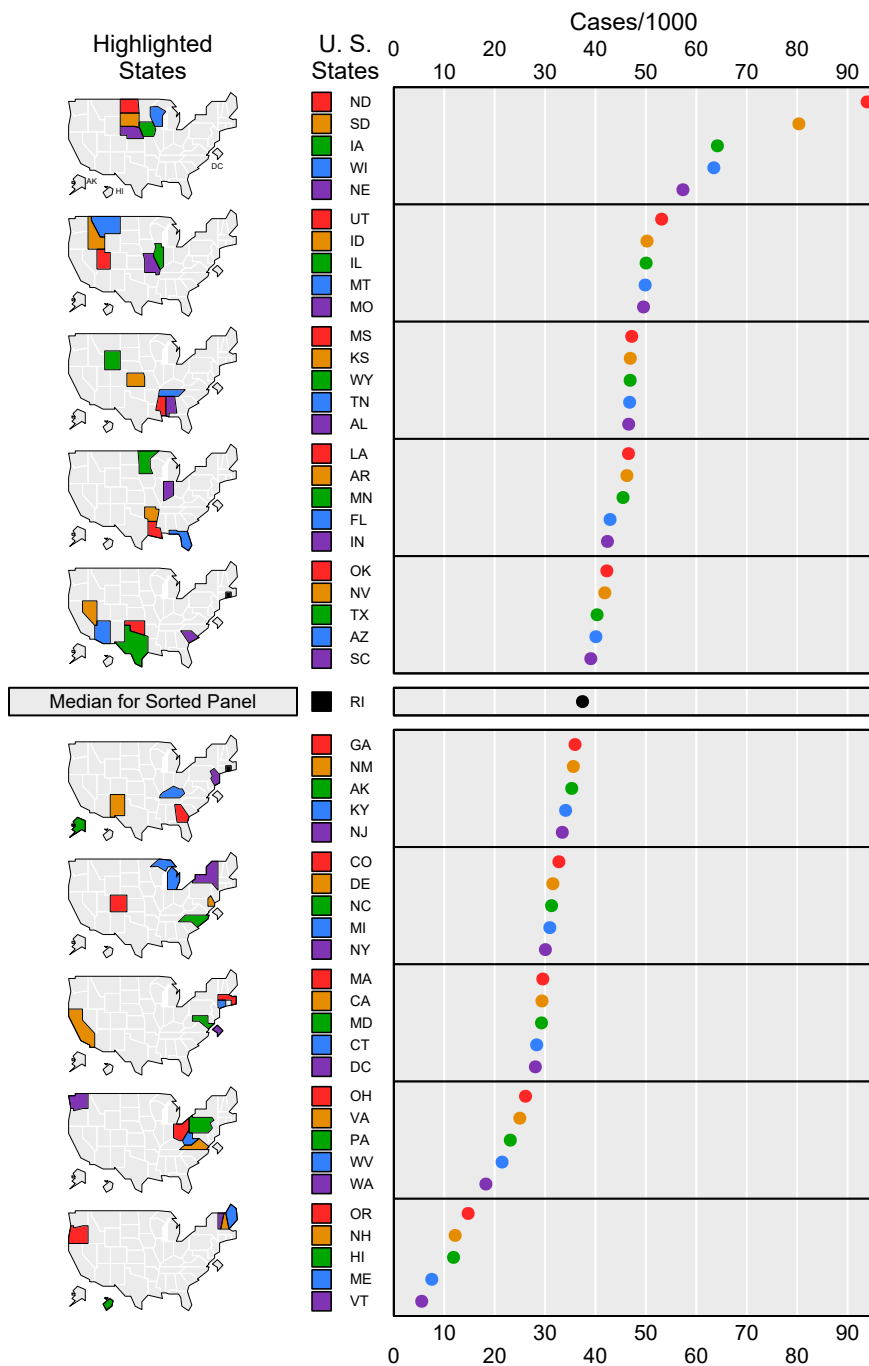 Cases/1000
Highlighted States
U. S. States
0 20 40 60 80
10 30 50 70 90
ND
SD
IA
WI
DC
AK
HI
NE
UT
ID
IL
MT
MO
MS
KS
WY
TN
AL
LA
AR
MN
FL
IN
OK
NV
TX
AZ
SC
Median for Sorted Panel RI
GA
NM
AK
KY
NJ
CO
DE
NC
MI
NY
MA
CA
MD
CT
DC
OH
VA
PA
WV
WA
OR
NH
HI
ME
VT
10 30 50 70 90
0 20 40 60 80